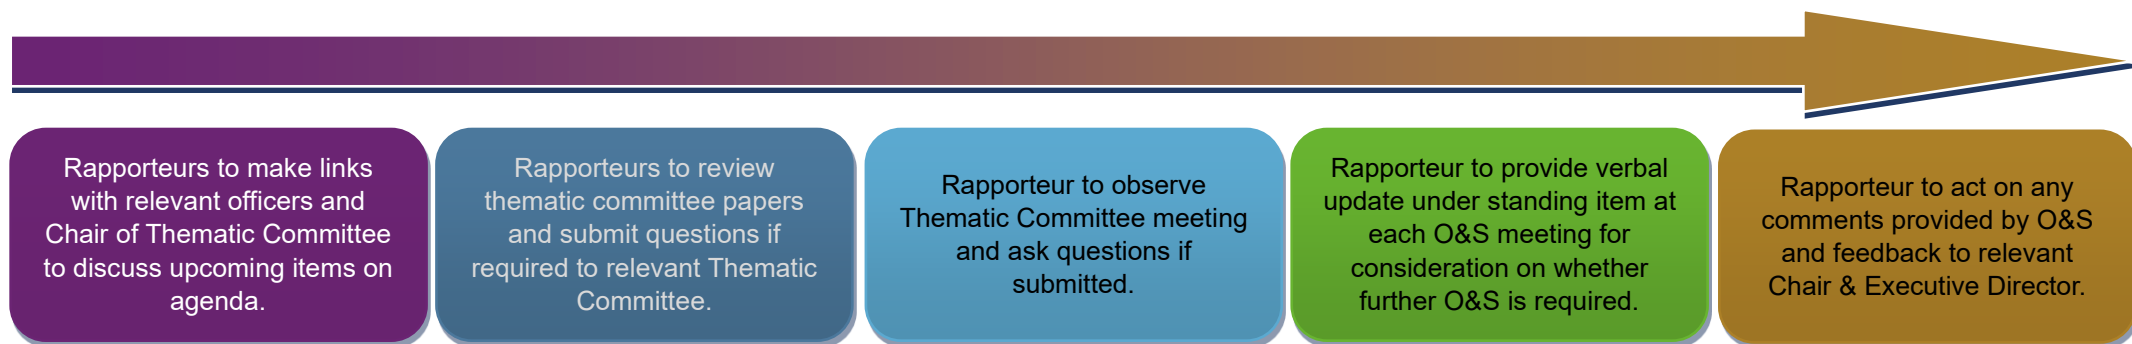 Rapporteurs to make links
with relevant officers and
Chair of Thematic Committee
to discuss upcoming items on
agenda.
Rapporteurs to review
thematic committee papers
and submit questions if
required to relevant Thematic
Committee.
Rapporteur to observe
Thematic Committee meeting
and ask questions if
submitted.
Rapporteur to provide verbal
update under standing item at
each O&S meeting for
consideration on whether
further O&S is required.
Rapporteur to act on any
comments provided by O&S
and feedback to relevant
Chair & Executive Director.